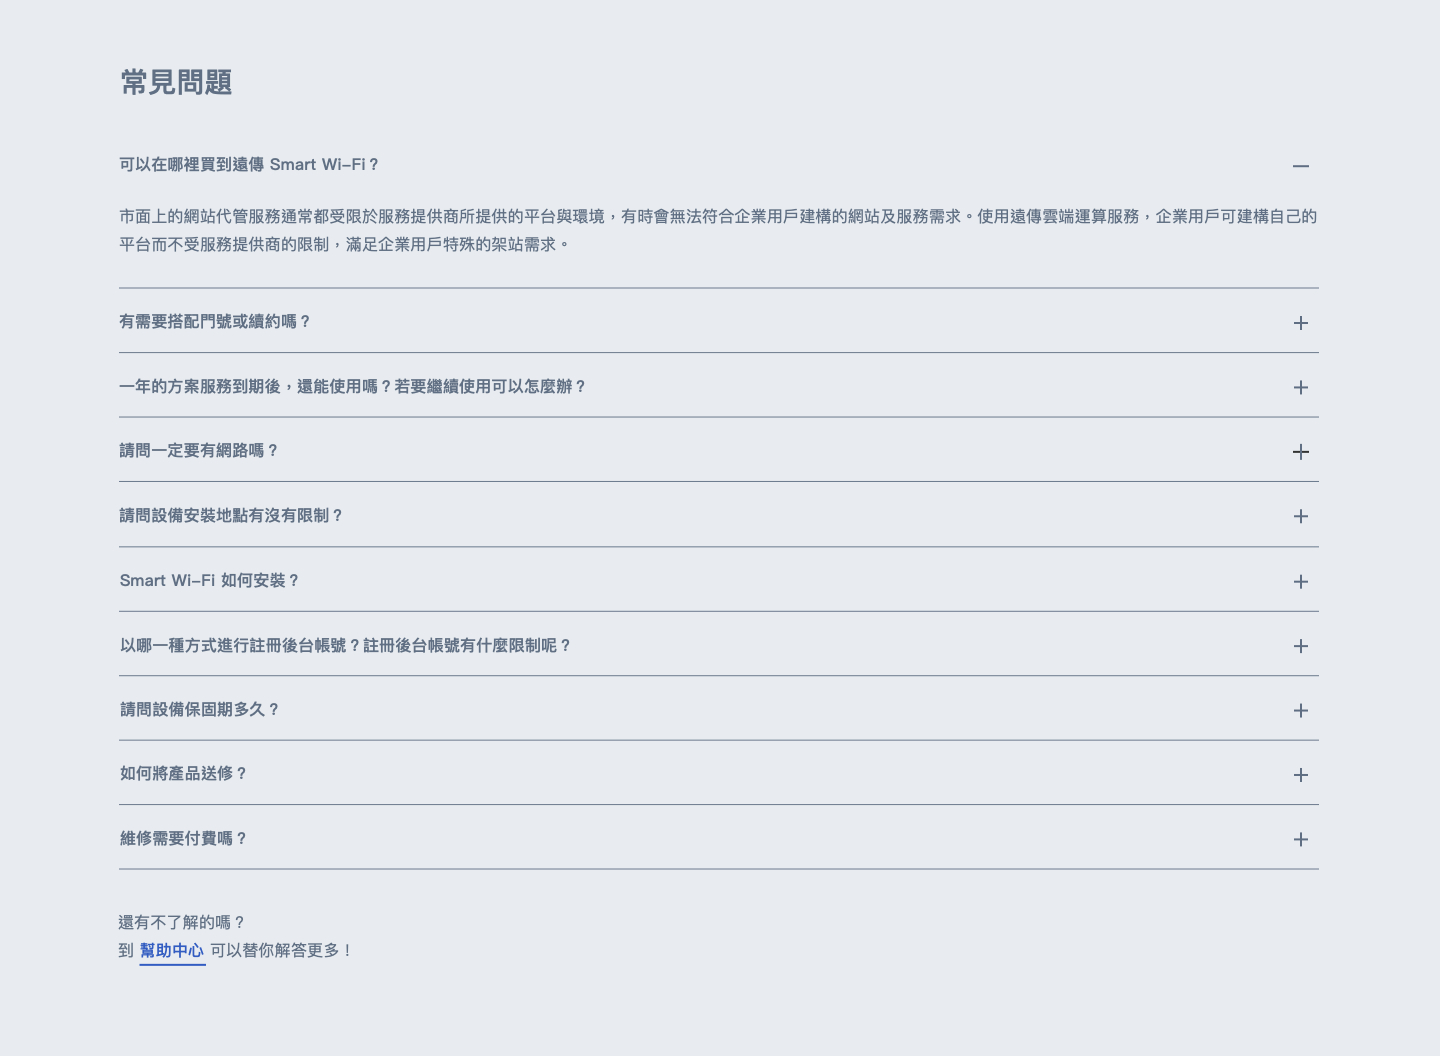 常見問題
可以在哪裡買到遠傳 Smart Wi–Fi？
市面上的網站代管服務通常都受限於服務提供商所提供的平台與環境，有時會無法符合企業用戶建構的網站及服務需求。使用遠傳雲端運算服務，企業用戶可建構自己的
平台而不受服務提供商的限制，滿足企業用戶特殊的架站需求。
有需要搭配門號或續約嗎？
一年的方案服務到期後，還能使用嗎？若要繼續使用可以怎麼辦？
請問一定要有網路嗎？
請問設備安裝地點有沒有限制？
Smart Wi–Fi 如何安裝？
以哪一種方式進行註冊後台帳號？註冊後台帳號有什麼限制呢？
請問設備保固期多久？
如何將產品送修？
維修需要付費嗎？
還有不了解的嗎？
到 幫助中心 可以替你解答更多！